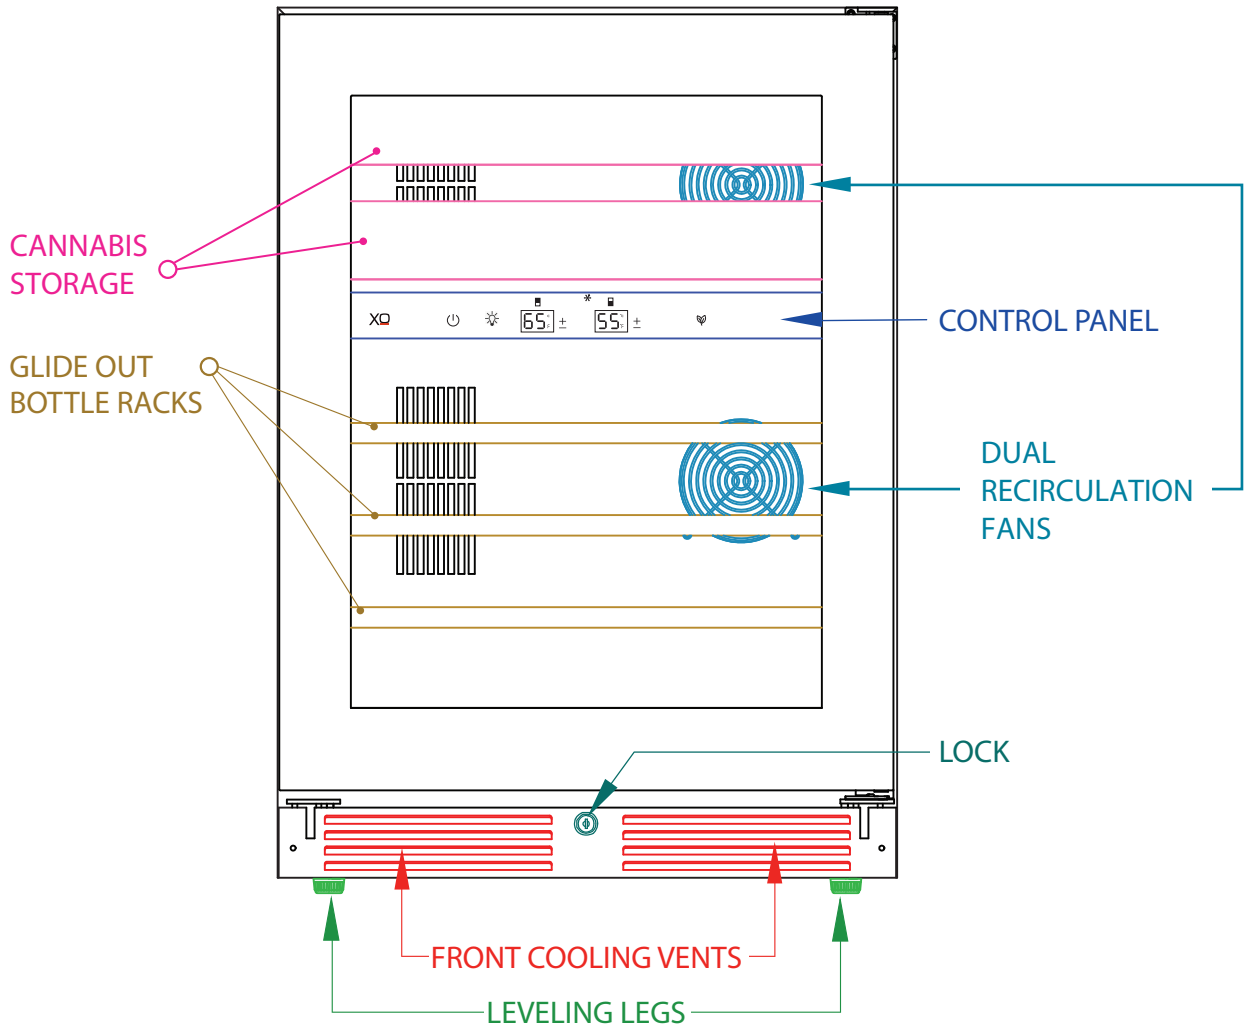 CANNABIS
STORAGE
XO
65°F ±
55°F ±
CONTROL PANEL
GLIDE OUT
BOTTLE RACKS
DUAL
RECIRCULATION
FANS
LOCK
FRONT COOLING VENTS
LEVELING LEGS